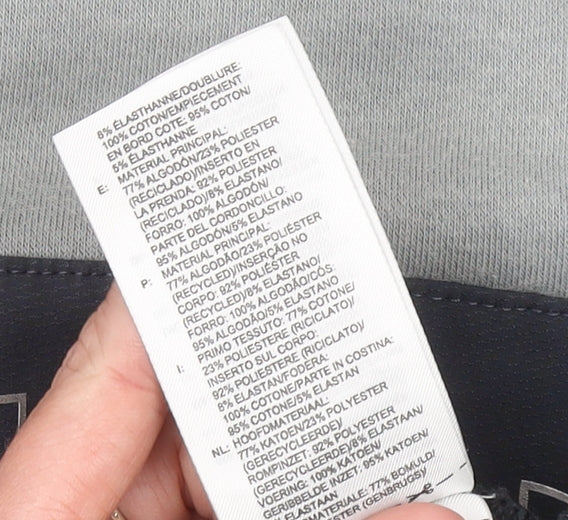 8% ÉLASTHANNE/DOUBLURE:
100% COTON/EMPIECEMENT
EN BORD COTE: 95% COTON/
5% ÉLASTHANNE
E: MATERIAL PRINCIPAL:
77% ALGODÓN/23% POLIESTER
(RECICLADO)/INSERTO EN
LA PRENDA: 92% POLIESTER
(RECICLADO)/8% ELASTANO/
FORRO: 100% ALGODÓN/
PARTE DEL CORDONCILLO:
95% ALGODÓN/5% ELASTANO
P: MATERIAL PRINCIPAL:
77% ALGODÃO/23% POLIÉSTER
(RECYCLED)/INSERÇÃO NO
CORPO: 92% POLIÉSTER
(RECYCLED)/8% ELASTANO/
FORRO: 100% ALGODÃO/CÓS:
95% ALGODÃO/5% ELASTANO
I: PRIMO TESSUTO: 77% COTONE/
23% POLIESTERE (RICICLATO)/
INSERTO SUL CORPO:
92% POLIESTERE (RICICLATO)/
8% ELASTAN/FODERA:
100% COTONE/PARTE IN COSTINA:
95% COTONE/5% ELASTAN
NL: HOOFDMATERIAAL:
77% KATOEN/23% POLYESTER
(GERECYCLEERDE)/
ROMPINZET: 92% POLYESTER
(GERECYCLEERDE)/8% ELASTAAN/
VOERING: 100% KATOEN/
GERIBBELDE INZET: 95% KATOEN/
ELASTAAN
MATERIALE: 77% BOMULD/
(GENBRUGS)/